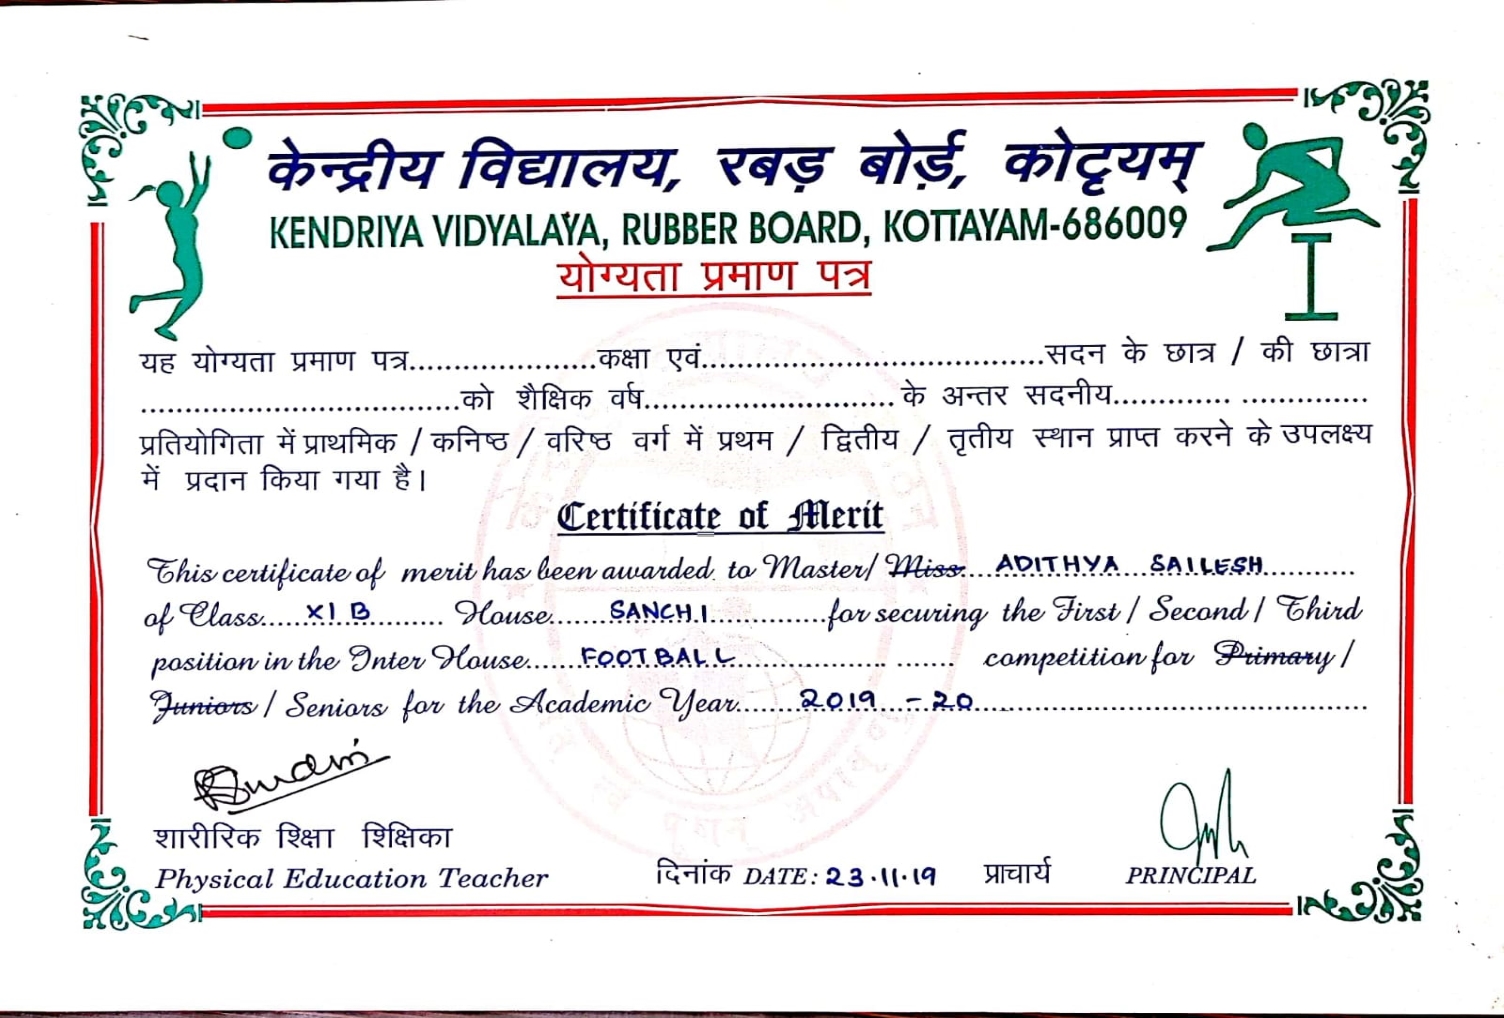 केन्द्रीय विद्यालय, रबड़ बोर्ड, कोट्टयम्
KENDRIYA VIDYALAYA, RUBBER BOARD, KOTTAYAM-686009
योग्यता प्रमाण पत्र
यह योग्यता प्रमाण पत्र.....................कक्षा एवं.......................................सदन के छात्र / की छात्रा
....................................को शैक्षिक वर्ष............................ के अन्तर सदनीय............. ..............
प्रतियोगिता में प्राथमिक / कनिष्ठ / वरिष्ठ वर्ग में प्रथम / द्वितीय / तृतीय स्थान प्राप्त करने के उपलक्ष्य
में प्रदान किया गया है।
Certificate of Merit
This certificate of merit has been awarded to Master/ Miss....ADITHYA SAILESH..........
of Class.....XI B........ House.......SANCHI.............for securing the First / Second / Third
position in the Inter House......FOOTBALL....................... competition for Primary /
Juniors / Seniors for the Academic Year.......2019 - 20.............................................
शारीरिक शिक्षा शिक्षिका
Physical Education Teacher
दिनांक DATE: 23.11.19 प्राचार्य PRINCIPAL